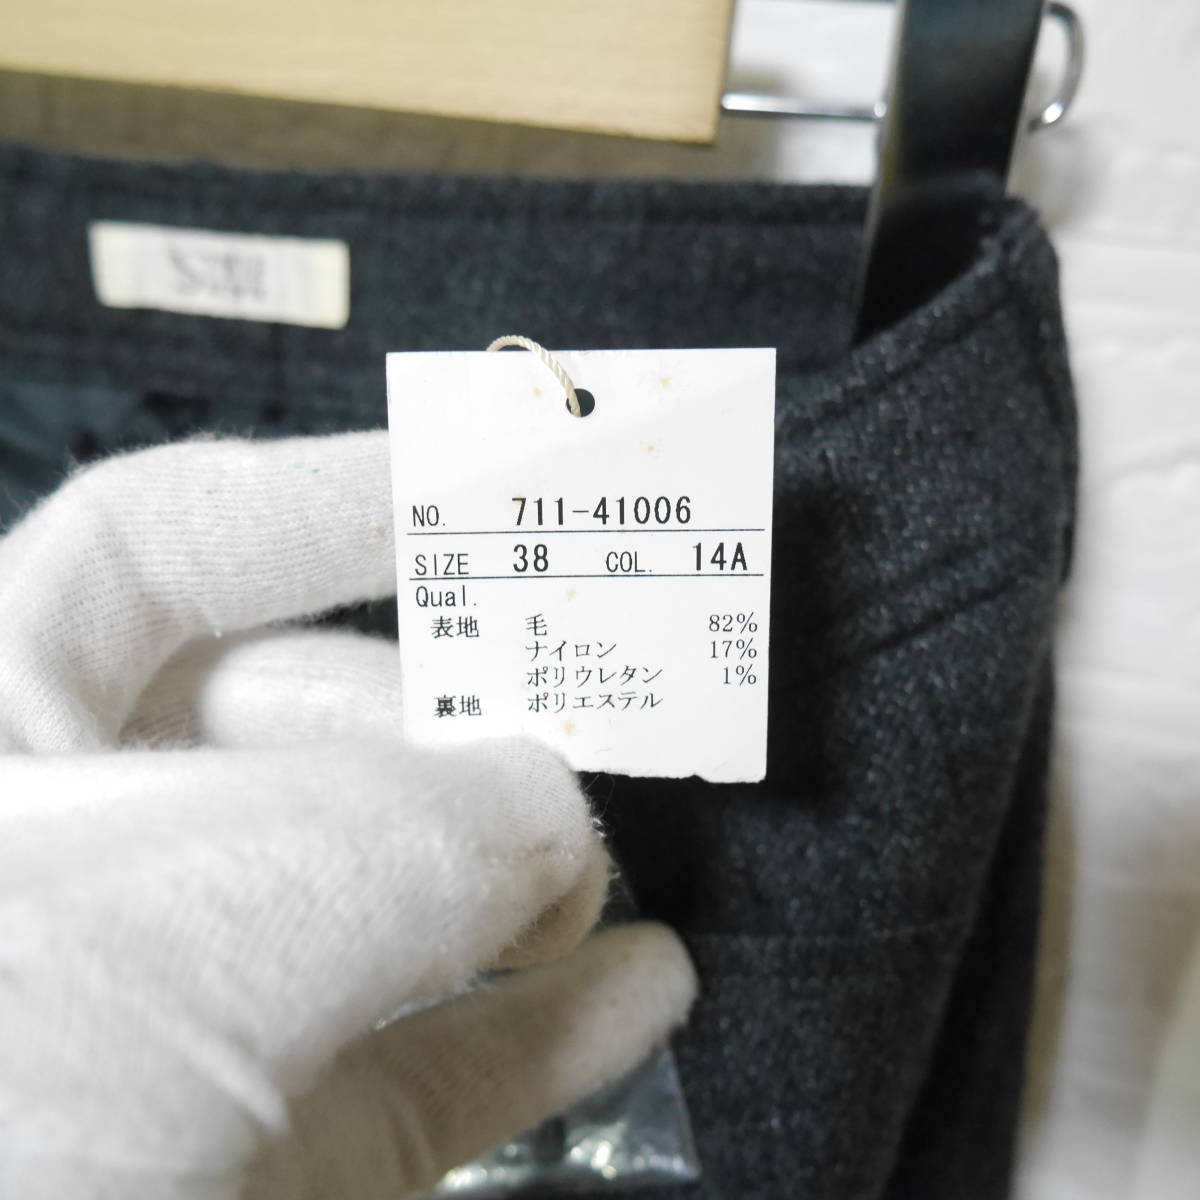 NO. 711-41006
SIZE 38 COL. 14A
Qual.
表地 毛 82%
ナイロン 17%
ポリウレタン 1%
裏地 ポリエステル